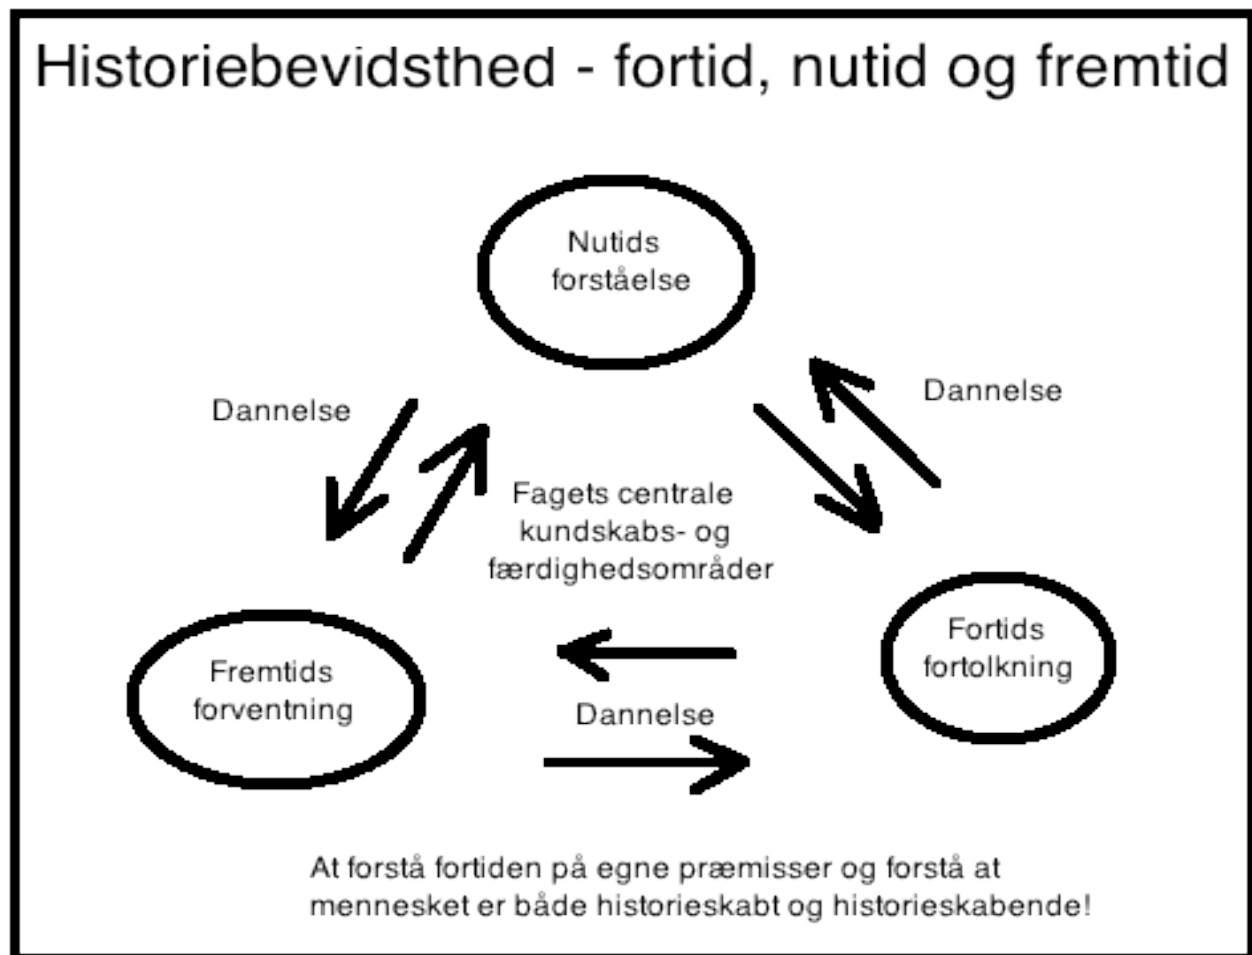 Historiebevidsthed - fortid, nutid og fremtid
Nutids
forståelse
Dannelse
Dannelse
Fagets centrale
kundskabs- og
færdighedsområder
Fremtids
forventning
Fortids
fortolkning
Dannelse
At forstå fortiden på egne præmisser og forstå at
mennesket er både historieskabt og historieskabende!